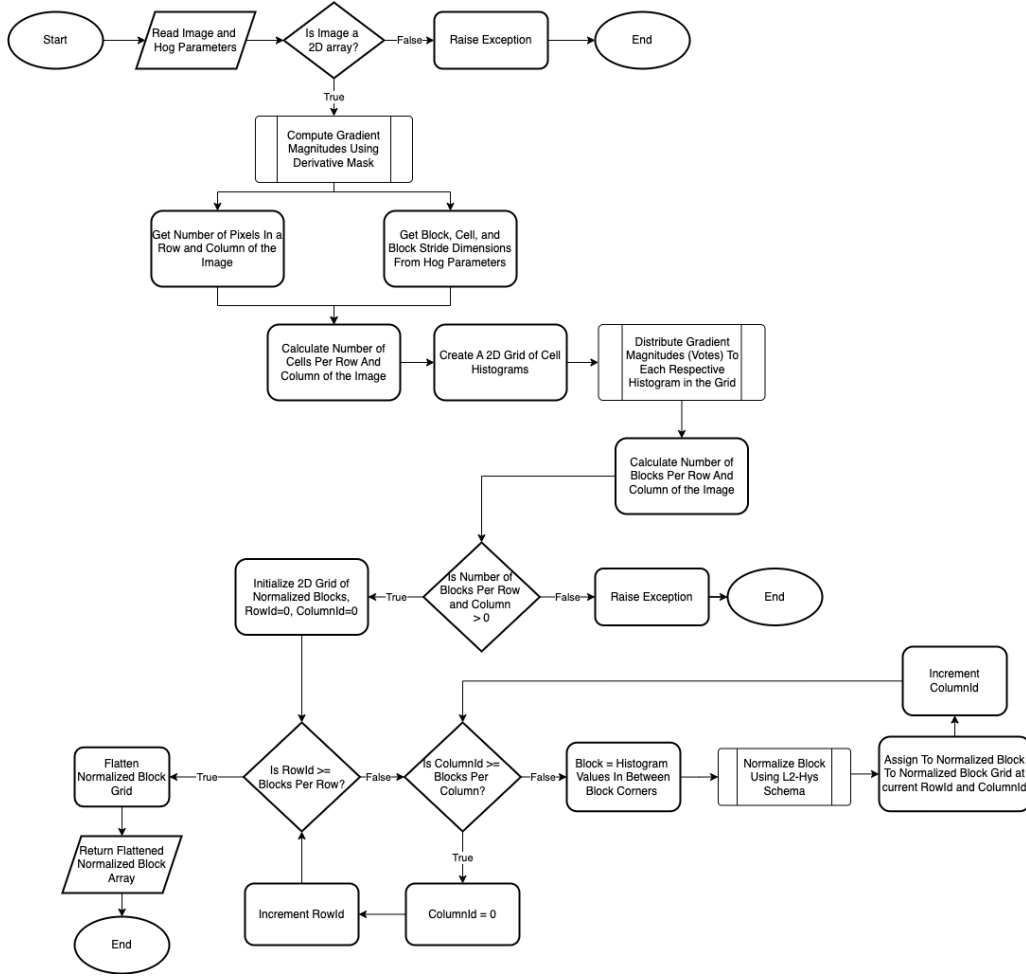 Start
Read Image and
Hog Parameters
Is Image a
2D array?
False
Raise Exception
End
True
Compute Gradient
Magnitudes Using
Derivative Mask
Get Number of Pixels In a
Row and Column of the
Image
Get Block, Cell, and
Block Stride Dimensions
From Hog Parameters
Calculate Number of
Cells Per Row And
Column of the Image
Create A 2D Grid of Cell
Histograms
Distribute Gradient
Magnitudes (Votes) To
Each Respective
Histogram in the Grid
Calculate Number of
Blocks Per Row And
Column of the Image
Is Number of
Blocks Per Row
and Column
> 0
True
Initialize 2D Grid of
Normalized Blocks,
RowId=0, ColumnId=0
False
Raise Exception
End
Increment
ColumnId
Is RowId >=
Blocks Per Row?
True
Flatten
Normalized Block
Grid
Return Flattened
Normalized Block
Array
End
False
Is ColumnId >=
Blocks Per
Column?
False
Block = Histogram
Values In Between
Block Corners
Normalize Block
Using L2-Hys
Schema
Assign To Normalized Block
To Normalized Block Grid at
current RowId and ColumnId
True
ColumnId = 0
Increment RowId